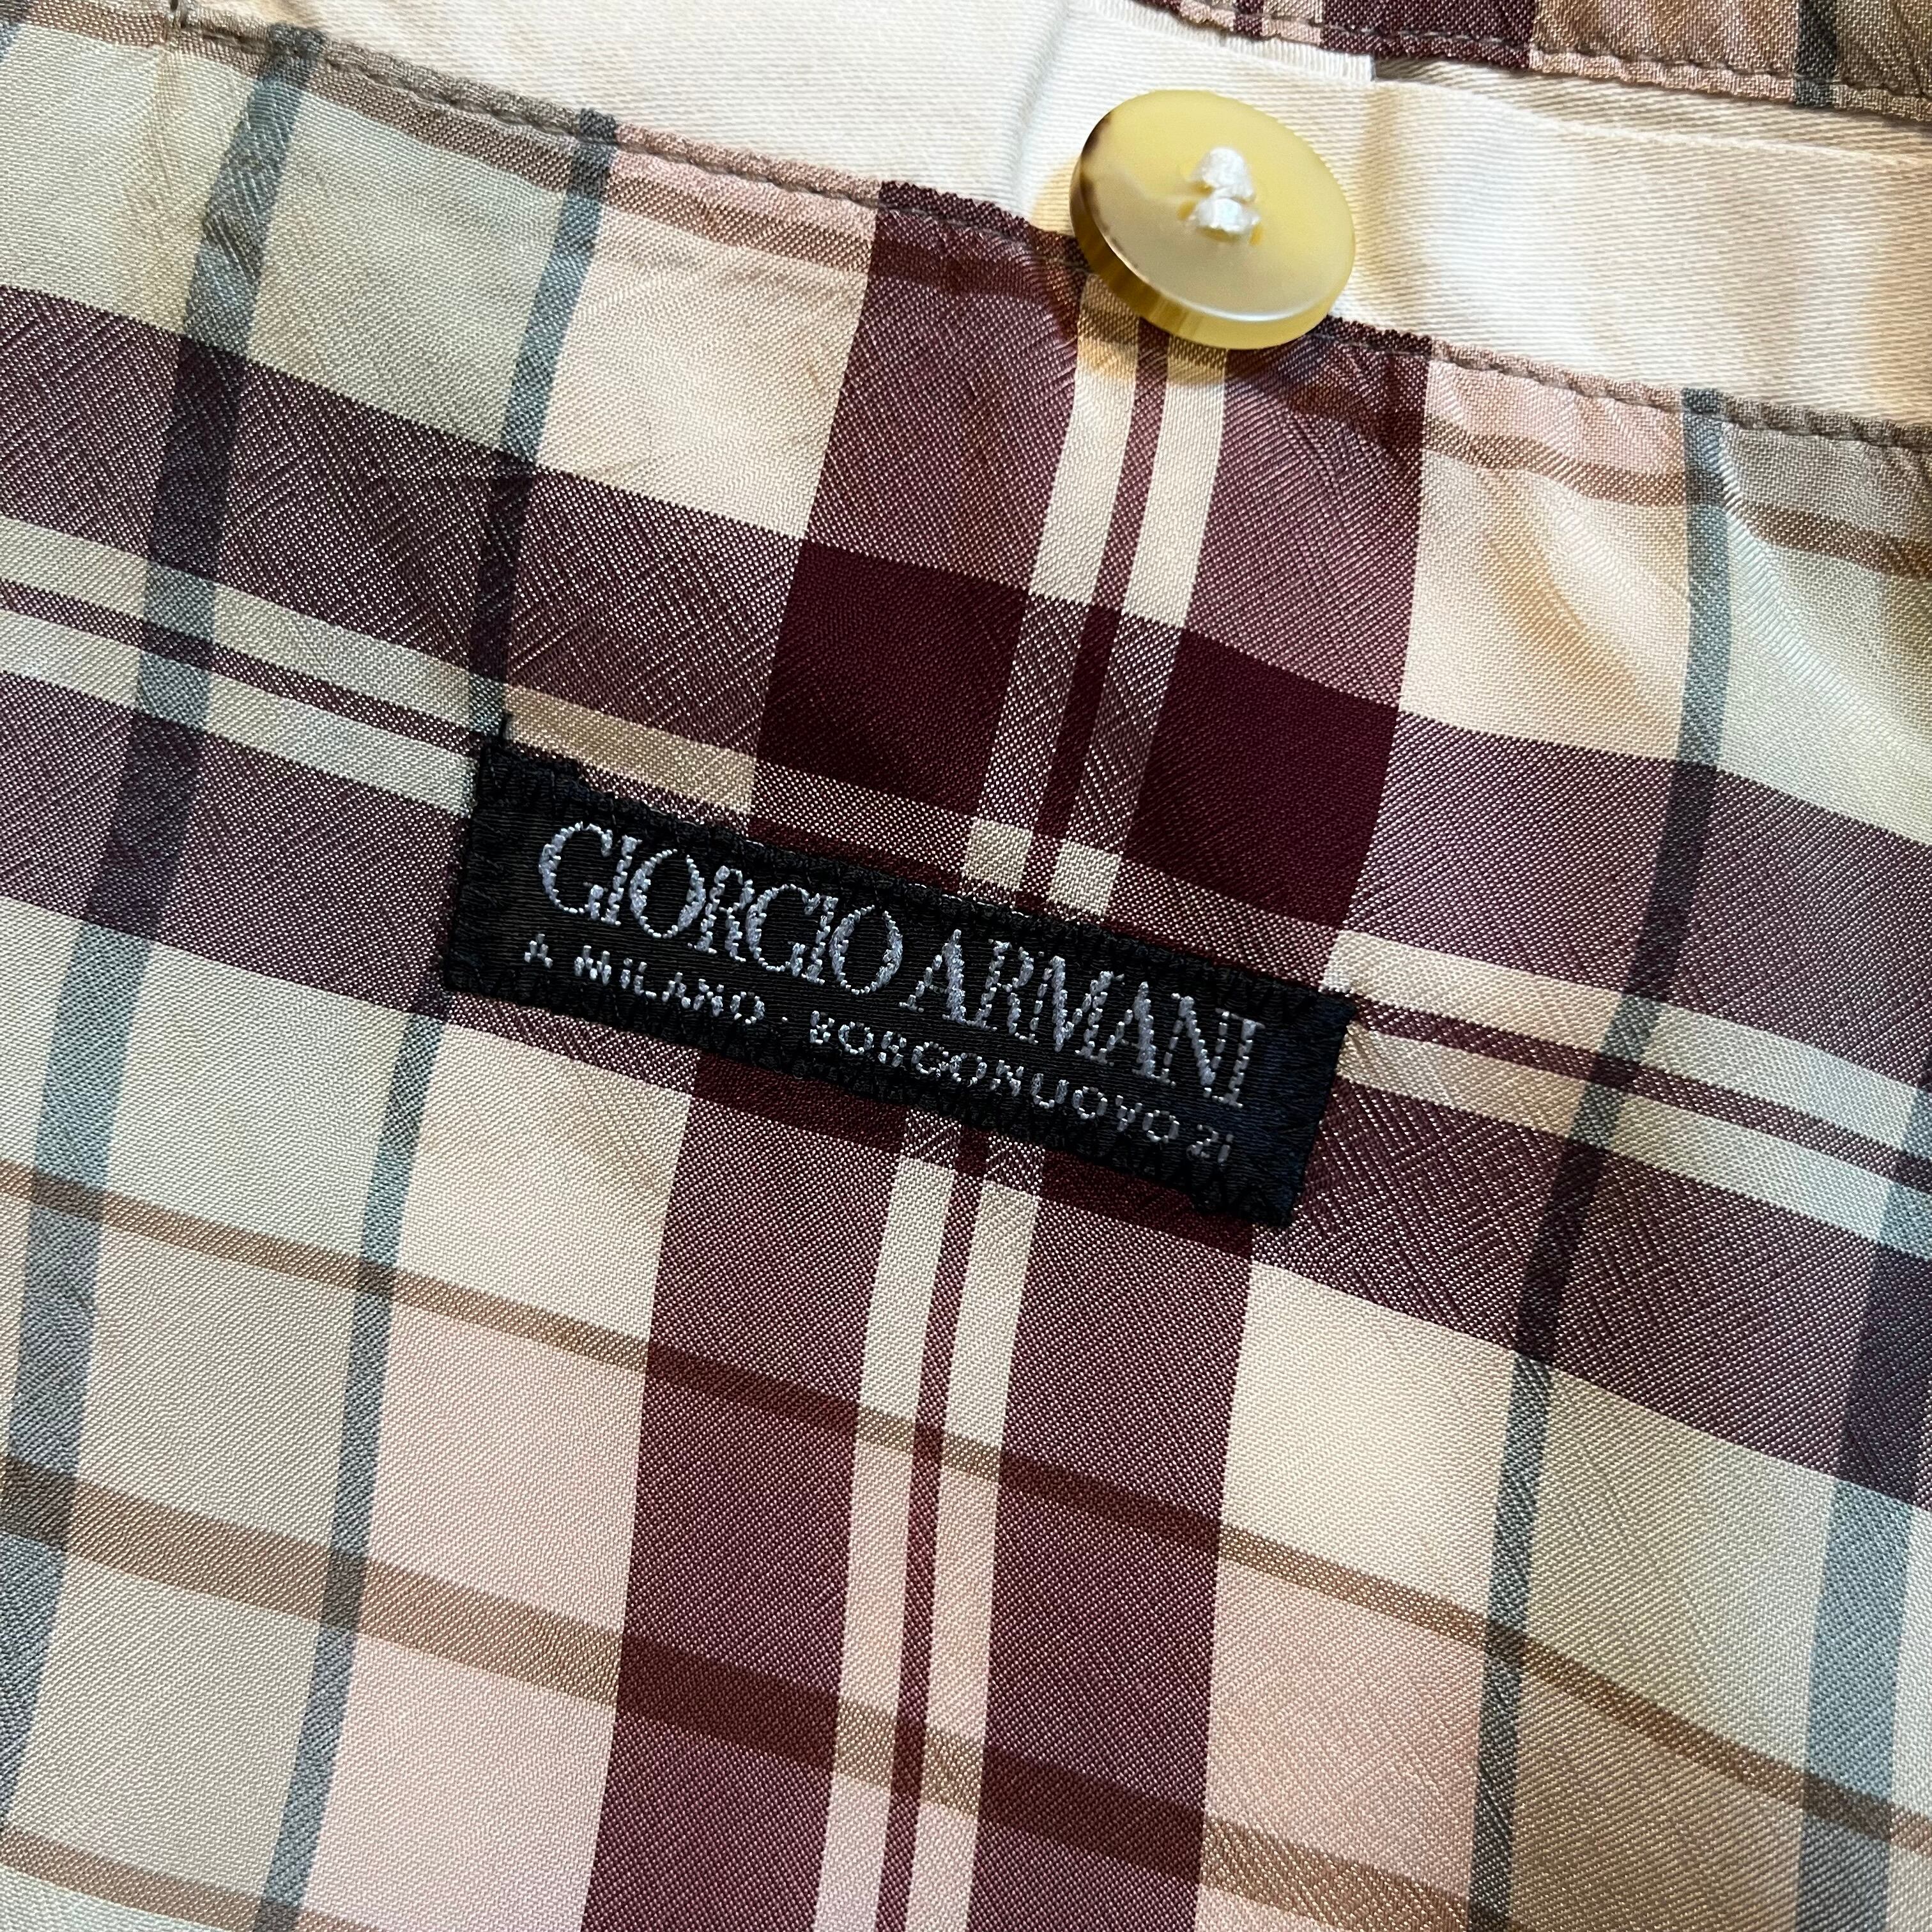 GIORGIO ARMANI
A MILANO · BORGONUOVO 21